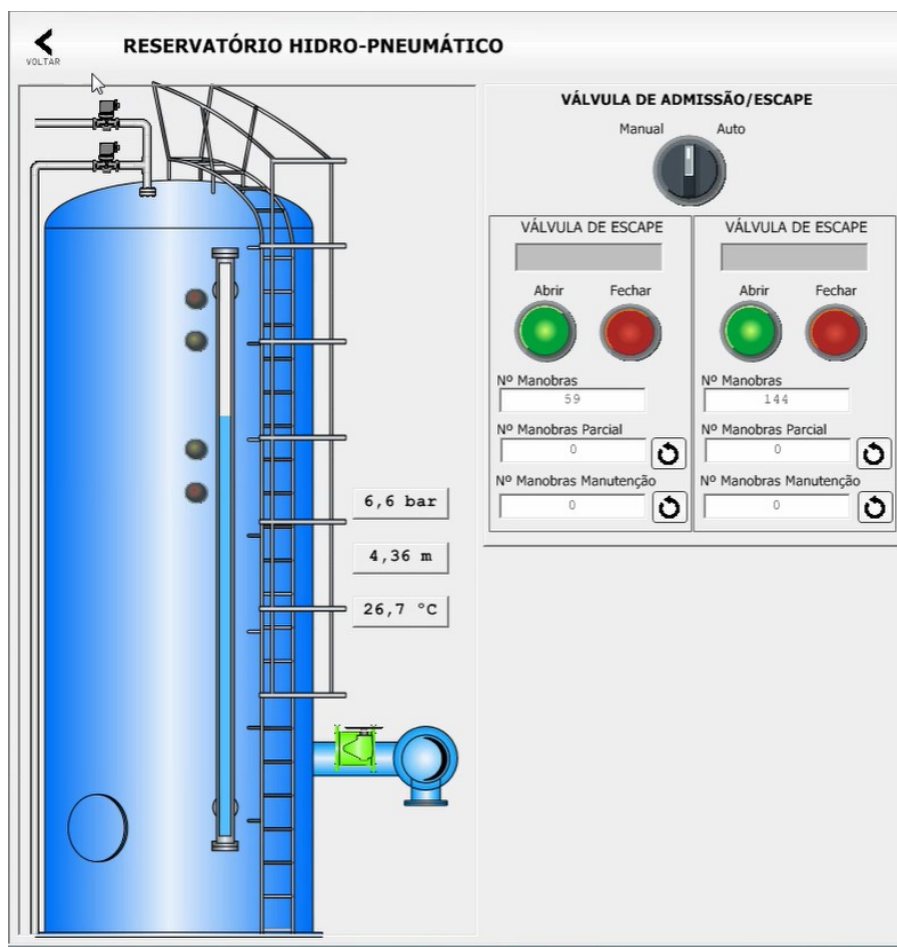 RESERVATÓRIO HIDRO-PNEUMÁTICO
VOLTAR
VÁLVULA DE ADMISSÃO/ESCAPE
Manual Auto
VÁLVULA DE ESCAPE
Abrir Fechar
Nº Manobras
59
Nº Manobras Parcial
0
Nº Manobras Manutenção
0
VÁLVULA DE ESCAPE
Abrir Fechar
Nº Manobras
144
Nº Manobras Parcial
0
Nº Manobras Manutenção
0
6,6 bar
4,36 m
26,7 °C